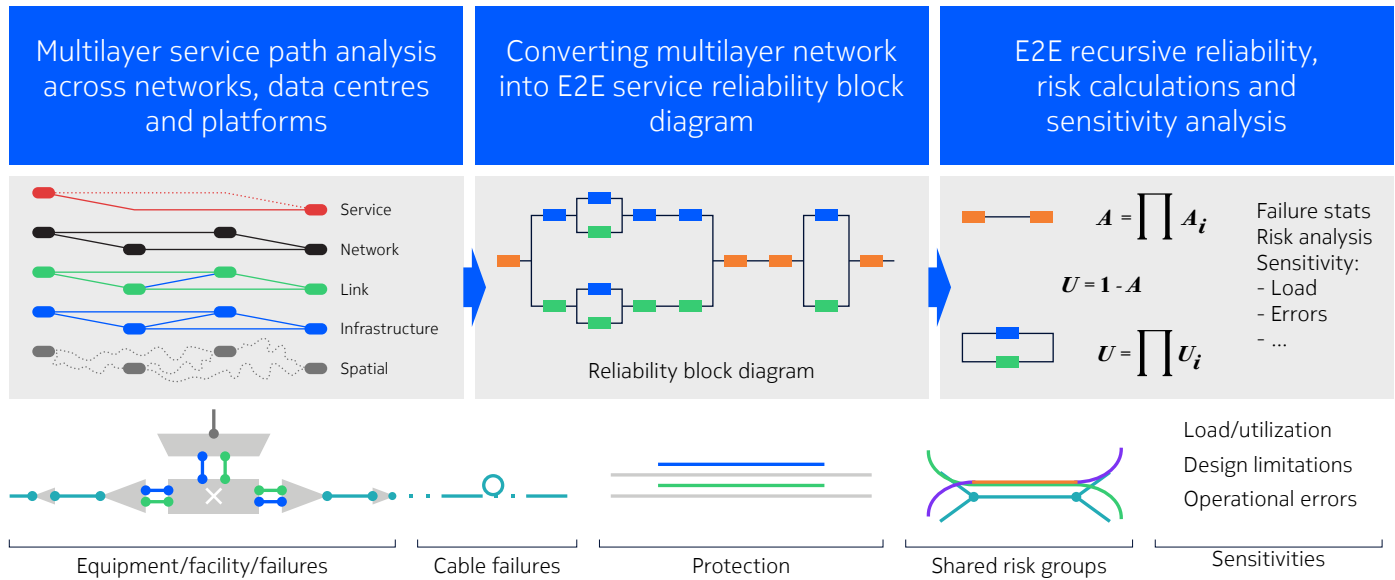 Multilayer service path analysis
across networks, data centres
and platforms
Converting multilayer network
into E2E service reliability block
diagram
E2E recursive reliability,
risk calculations and
sensitivity analysis
Service
Network
Link
Infrastructure
Spatial
Reliability block diagram
A = ∏ A_i
U = 1 - A
U = ∏ U_i
Failure stats
Risk analysis
Sensitivity:
- Load
- Errors
- ...
Load/utilization
Design limitations
Operational errors
Equipment/facility/failures
Cable failures
Protection
Shared risk groups
Sensitivities